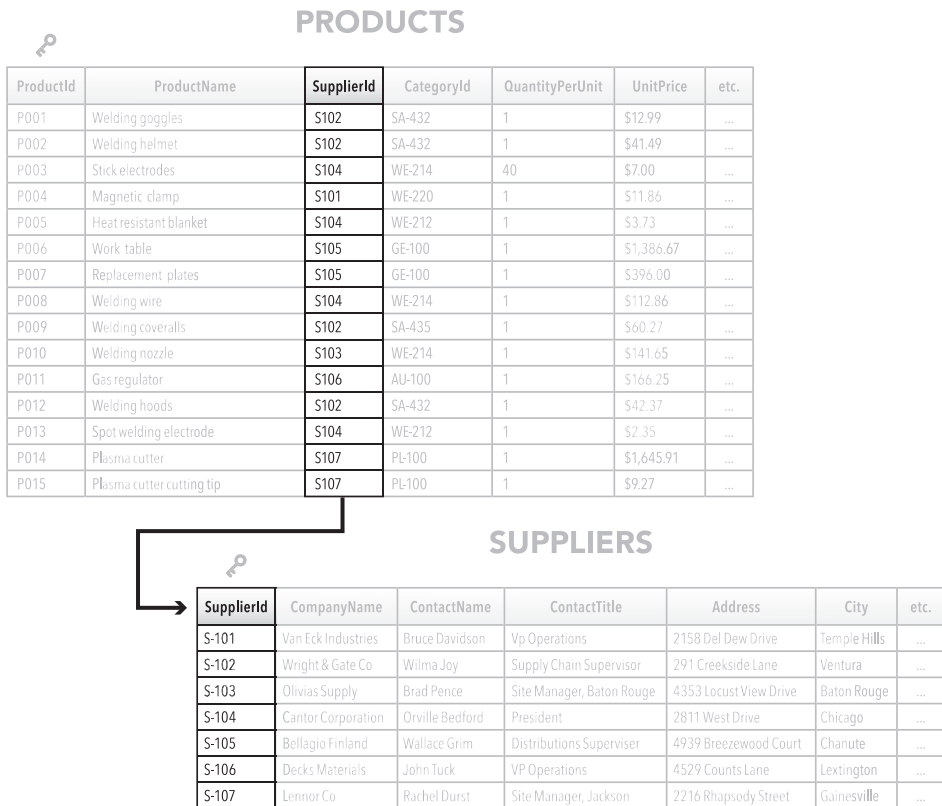 PRODUCTS
ProductId ProductName SupplierId CategoryId QuantityPerUnit UnitPrice etc.
P001 Welding goggles S102 SA-432 1 $12.99 ...
P002 Welding helmet S102 SA-432 1 $41.49 ...
P003 Stick electrodes S104 WE-214 40 $7.00 ...
P004 Magnetic clamp S101 WE-220 1 $11.86 ...
P005 Heat resistant blanket S104 WE-212 1 $3.73 ...
P006 Work table S105 GE-100 1 $1,386.67 ...
P007 Replacement plates S105 GE-100 1 $396.00 ...
P008 Welding wire S104 WE-214 1 $112.86 ...
P009 Welding coveralls S102 SA-435 1 $60.27 ...
P010 Welding nozzle S103 WE-214 1 $141.65 ...
P011 Gas regulator S106 AU-100 1 $166.25 ...
P012 Welding hoods S102 SA-432 1 $42.37 ...
P013 Spot welding electrode S104 WE-212 1 $2.35 ...
P014 Plasma cutter S107 PL-100 1 $1,645.91 ...
P015 Plasma cutter cutting tip S107 PL-100 1 $9.27 ...
SUPPLIERS
SupplierId CompanyName ContactName ContactTitle Address City etc.
S-101 Van Eck Industries Bruce Davidson Vp Operations 2158 Del Dew Drive Temple Hills ...
S-102 Wright & Gate Co Wilma Joy Supply Chain Supervisor 291 Creekside Lane Ventura ...
S-103 Olivias Supply Brad Pence Site Manager, Baton Rouge 4353 Locust View Drive Baton Rouge ...
S-104 Cantor Corporation Orville Bedford President 2811 West Drive Chicago ...
S-105 Bellagio Finland Wallace Grim Distributions Superviser 4939 Breezewood Court Chanute ...
S-106 Decks Materials John Tuck VP Operations 4529 Counts Lane Lextington ...
S-107 Lennor Co Rachel Durst Site Manager, Jackson 2216 Rhapsody Street Gainesville ...